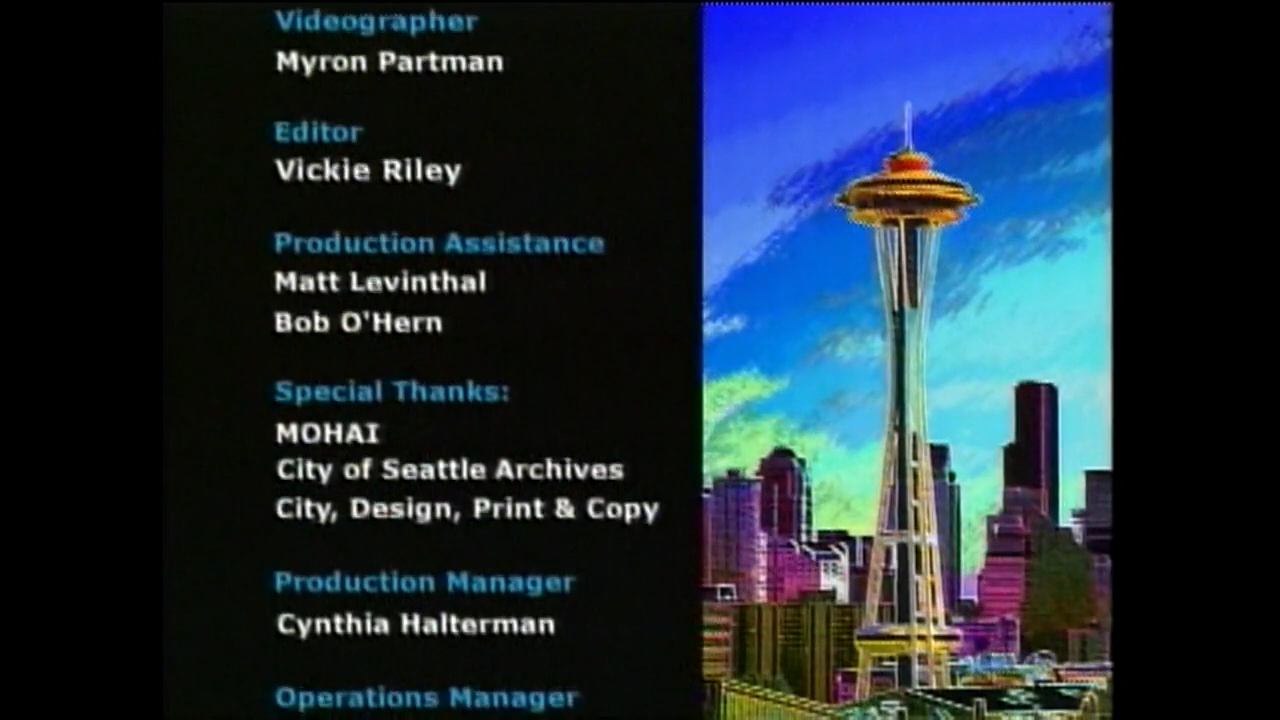 Videographer
Myron Partman
Editor
Vickie Riley
Production Assistance
Matt Levinthal
Bob O'Hern
Special Thanks:
MOHAI
City of Seattle Archives
City, Design, Print & Copy
Production Manager
Cynthia Halterman
Operations Manager